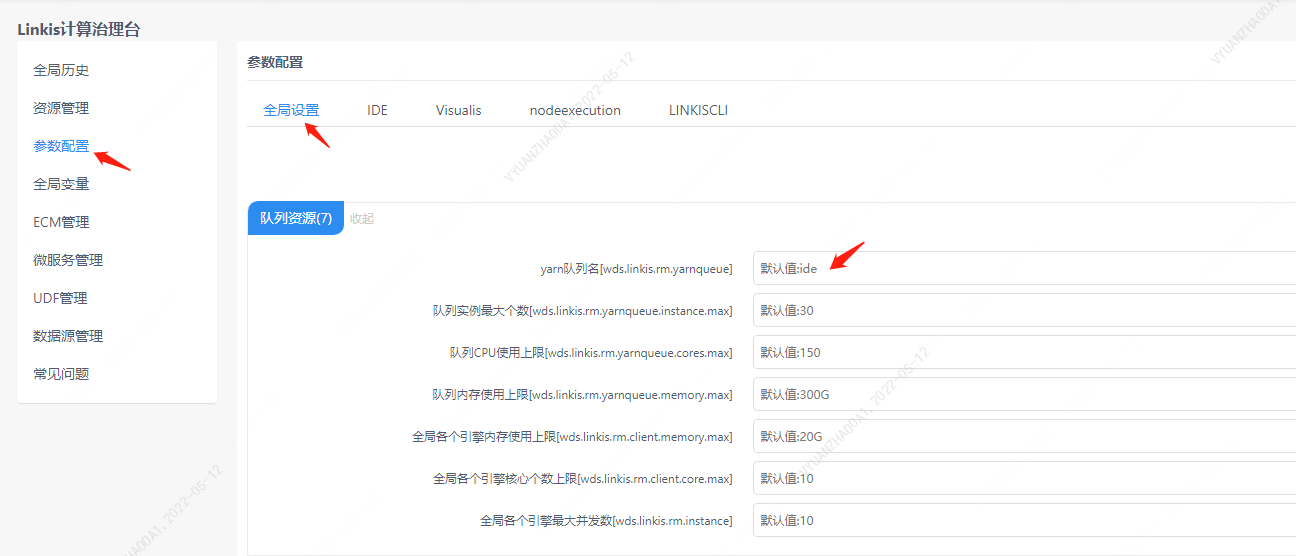 Linkis计算治理台
全局历史
资源管理
参数配置
全局变量
ECM管理
微服务管理
UDF管理
数据源管理
常见问题
参数配置
全局设置 IDE Visualis nodeexecution LINKISCLI
队列资源(7) 收起
yarn队列名[wds.linkis.rm.yarnqueue] 默认值:ide
队列实例最大个数[wds.linkis.rm.yarnqueue.instance.max] 默认值:30
队列CPU使用上限[wds.linkis.rm.yarnqueue.cores.max] 默认值:150
队列内存使用上限[wds.linkis.rm.yarnqueue.memory.max] 默认值:300G
全局各个引擎内存使用上限[wds.linkis.rm.client.memory.max] 默认值:20G
全局各个引擎核心个数上限[wds.linkis.rm.client.core.max] 默认值:10
全局各个引擎最大并发数[wds.linkis.rm.instance] 默认值:10